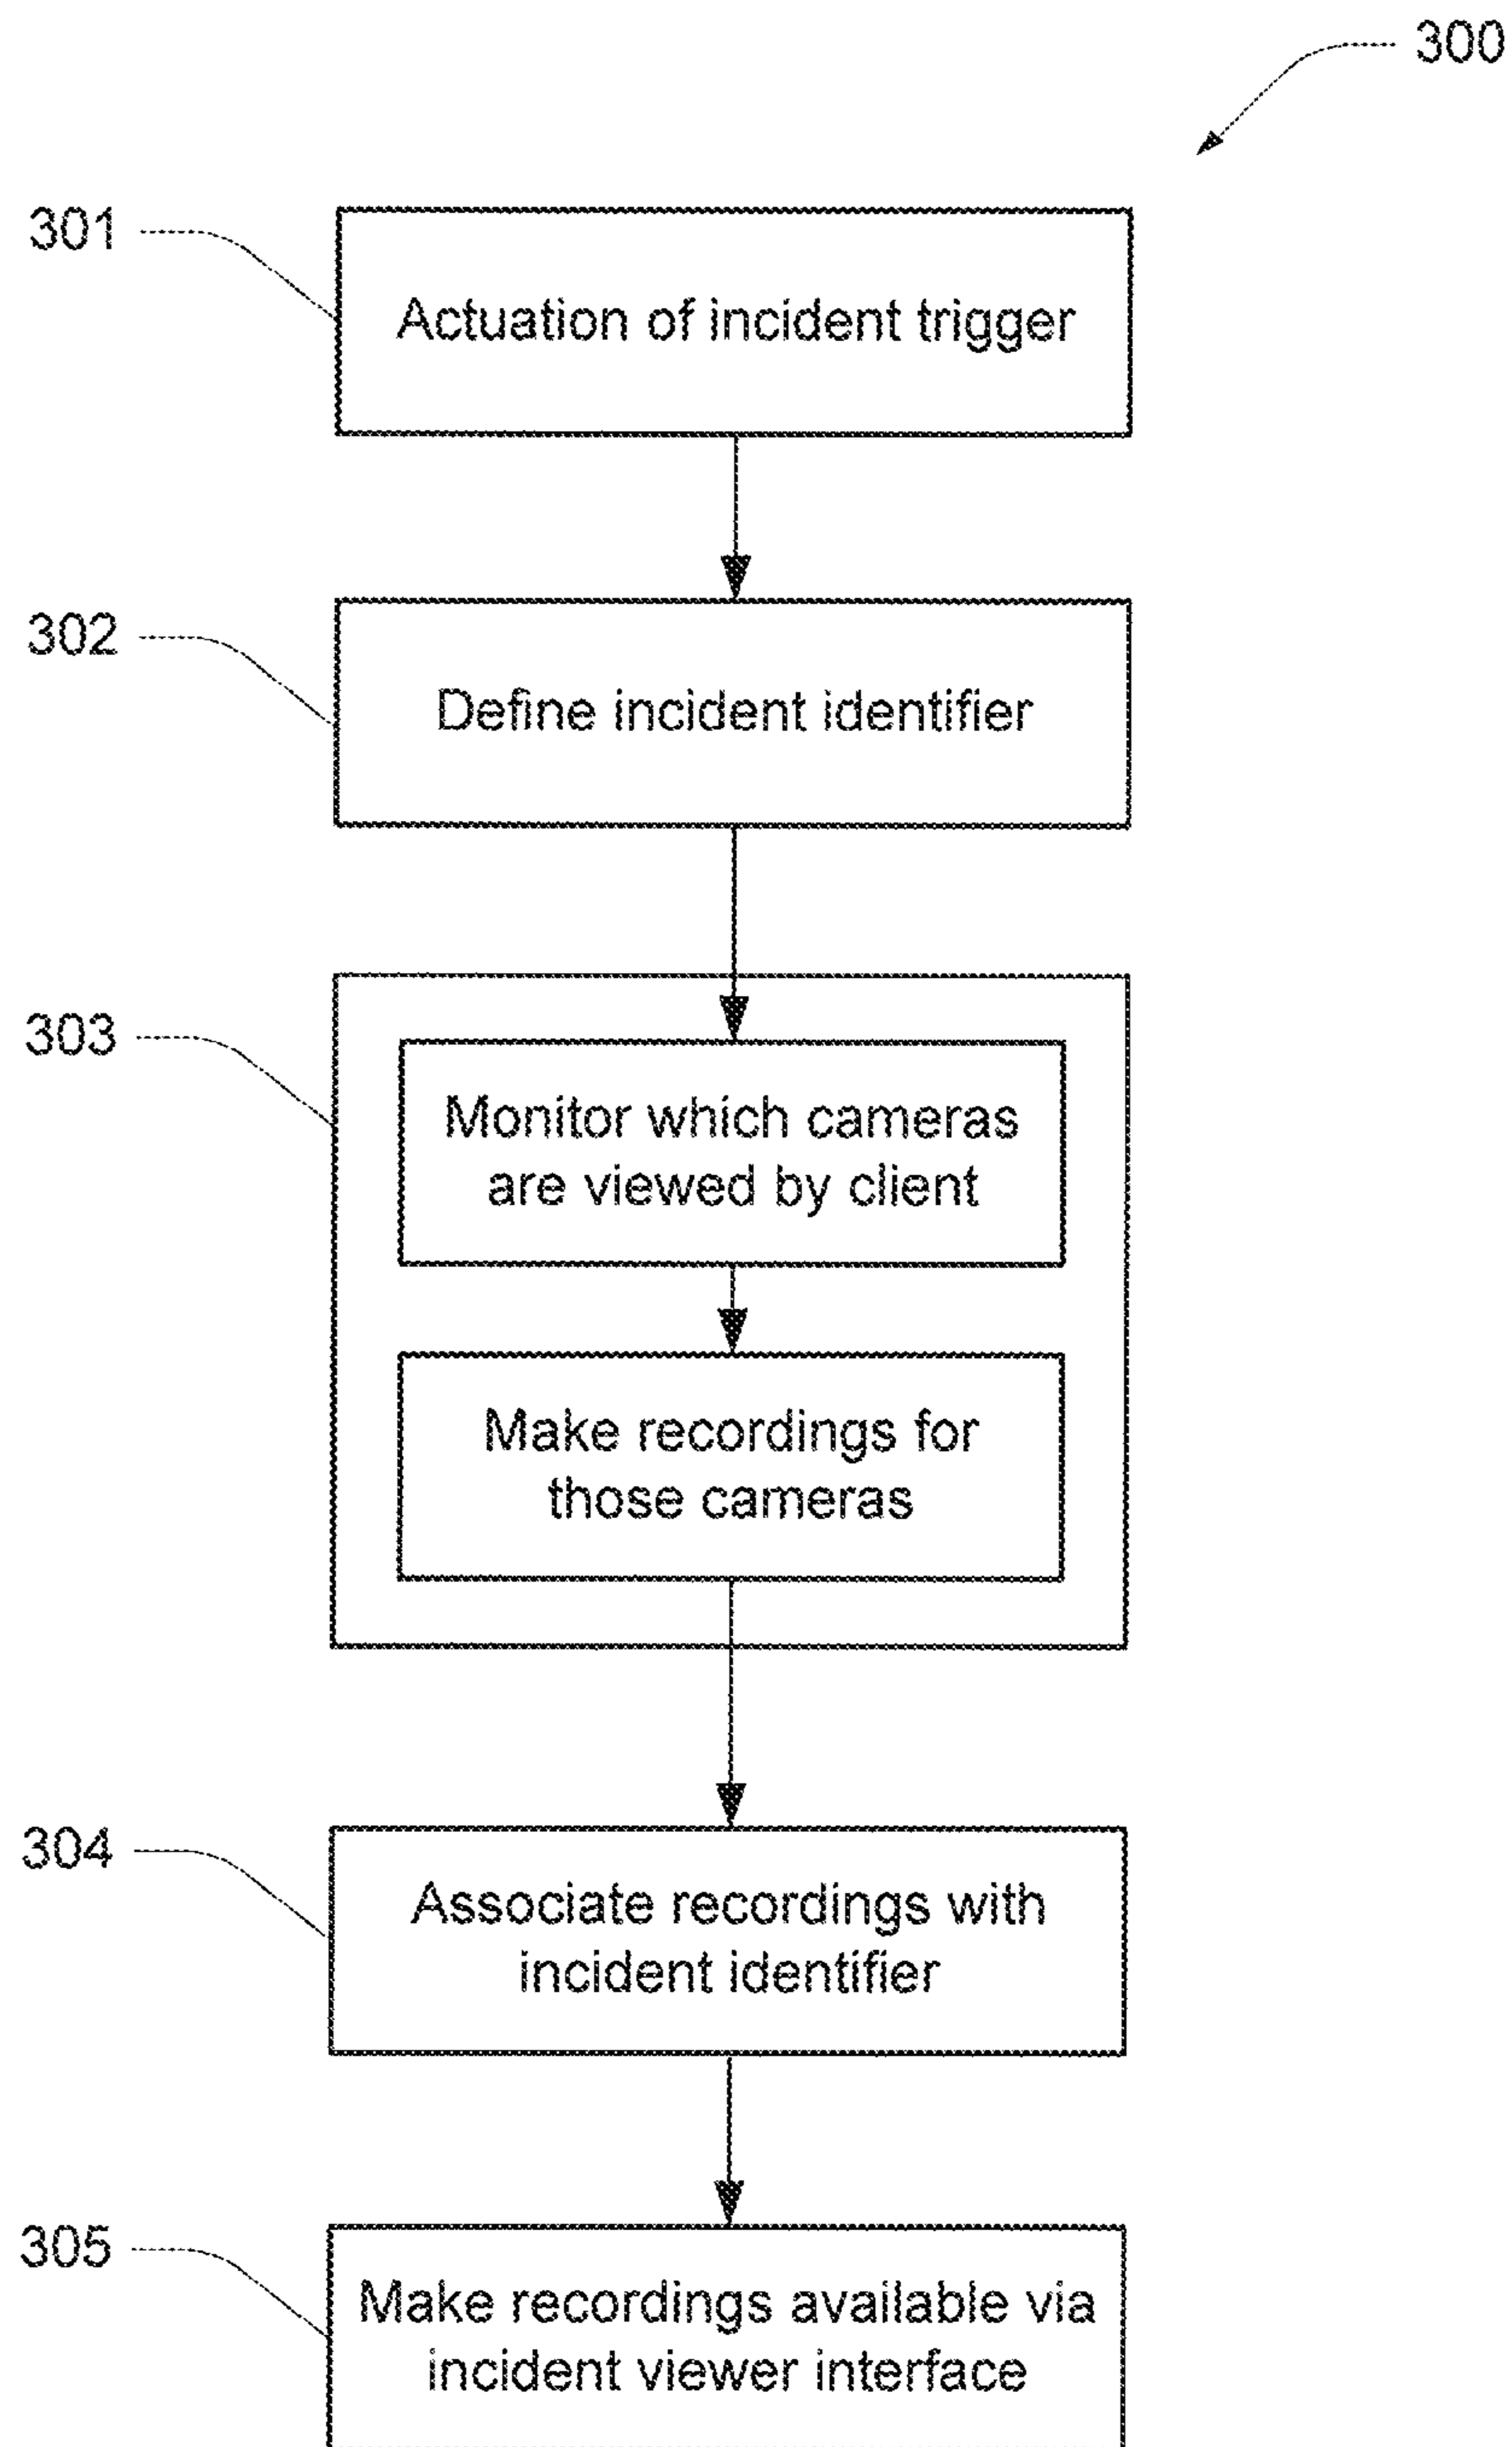 300
301
Actuation of incident trigger
302
Define incident identifier
303
Monitor which cameras
are viewed by client
Make recordings for
those cameras
304
Associate recordings with
incident identifier
305
Make recordings available via
incident viewer interface